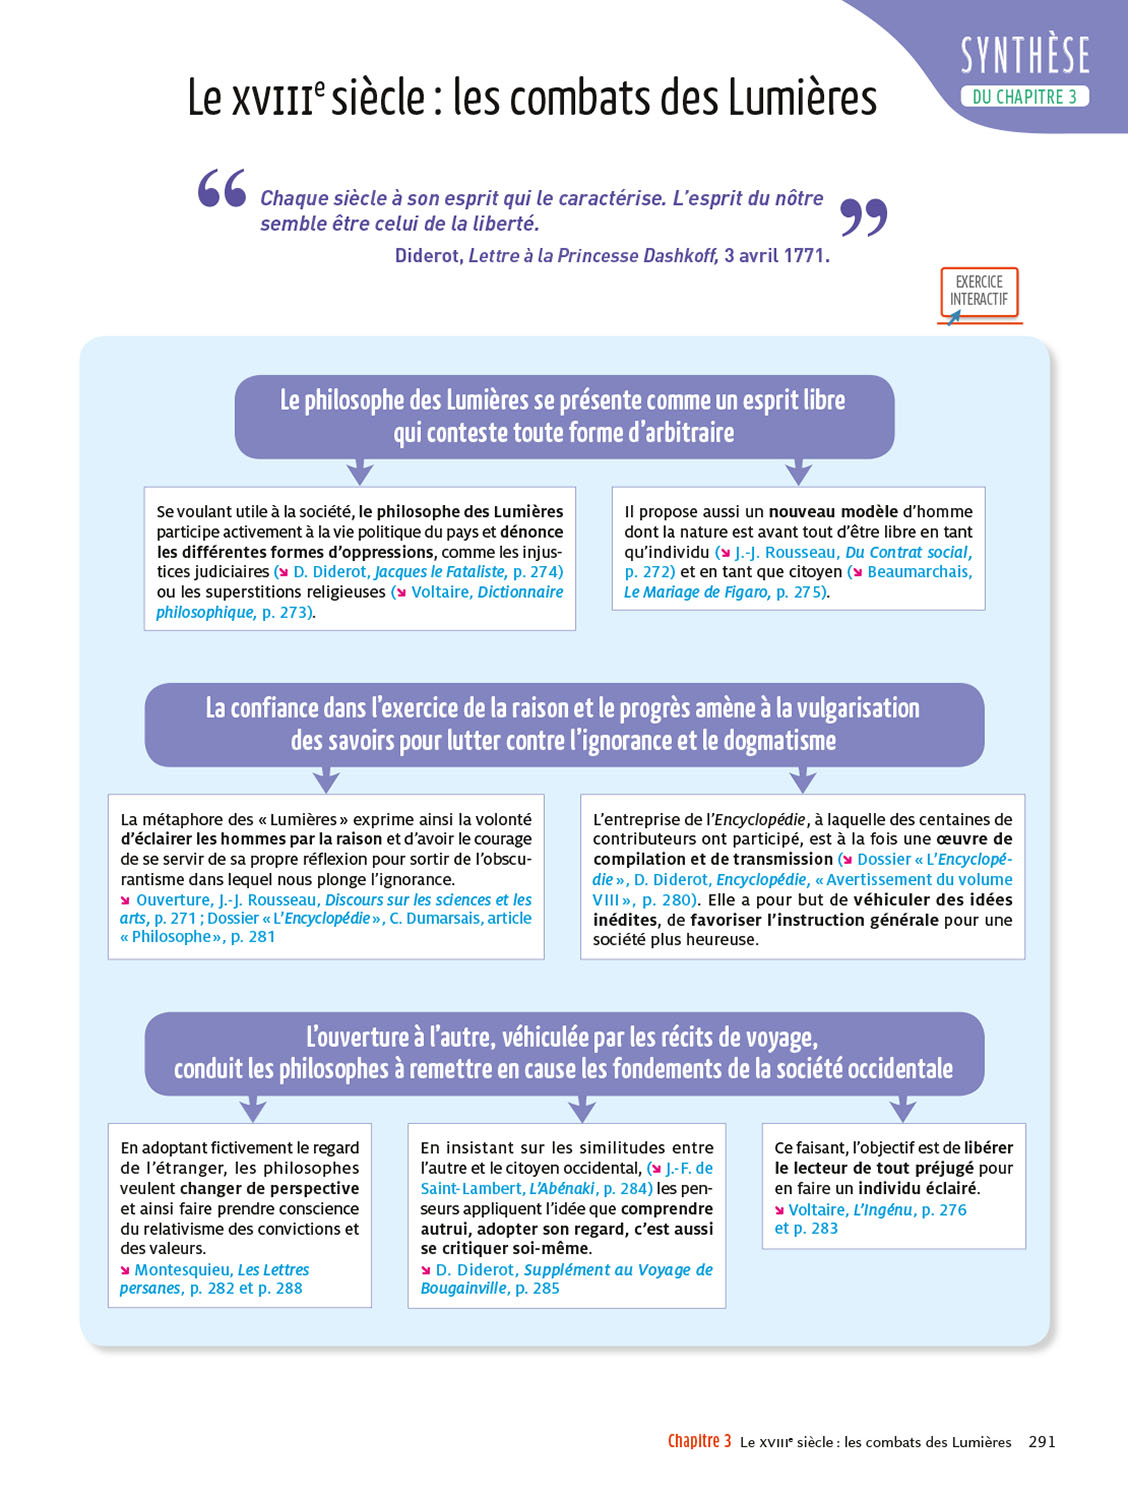 SYNTHÈSE
DU CHAPITRE 3
Le XVIIIe siècle : les combats des Lumières
“ Chaque siècle à son esprit qui le caractérise. L’esprit du nôtre
semble être celui de la liberté. ”
Diderot, Lettre à la Princesse Dashkoff, 3 avril 1771.
EXERCICE
INTERACTIF
Le philosophe des Lumières se présente comme un esprit libre
qui conteste toute forme d’arbitraire
Se voulant utile à la société, le philosophe des Lumières
participe activement à la vie politique du pays et dénonce
les différentes formes d’oppressions, comme les injus-
tices judiciaires (➘ D. Diderot, Jacques le Fataliste, p. 274)
ou les superstitions religieuses (➘ Voltaire, Dictionnaire
philosophique, p. 273).
Il propose aussi un nouveau modèle d’homme
dont la nature est avant tout d’être libre en tant
qu’individu (➘ J.-J. Rousseau, Du Contrat social,
p. 272) et en tant que citoyen (➘ Beaumarchais,
Le Mariage de Figaro, p. 275).
La confiance dans l’exercice de la raison et le progrès amène à la vulgarisation
des savoirs pour lutter contre l’ignorance et le dogmatisme
La métaphore des « Lumières » exprime ainsi la volonté
d’éclairer les hommes par la raison et d’avoir le courage
de se servir de sa propre réflexion pour sortir de l’obscu-
rantisme dans lequel nous plonge l’ignorance.
➘ Ouverture, J.-J. Rousseau, Discours sur les sciences et les
arts, p. 271 ; Dossier « L’Encyclopédie », C. Dumarsais, article
« Philosophe », p. 281
L’entreprise de l’Encyclopédie, à laquelle des centaines de
contributeurs ont participé, est à la fois une œuvre de
compilation et de transmission (➘ Dossier « L’Encyclopé-
die », D. Diderot, Encyclopédie, « Avertissement du volume
VIII », p. 280). Elle a pour but de véhiculer des idées
inédites, de favoriser l’instruction générale pour une
société plus heureuse.
L’ouverture à l’autre, véhiculée par les récits de voyage,
conduit les philosophes à remettre en cause les fondements de la société occidentale
En adoptant fictivement le regard
de l’étranger, les philosophes
veulent changer de perspective
et ainsi faire prendre conscience
du relativisme des convictions et
des valeurs.
➘ Montesquieu, Les Lettres
persanes, p. 282 et p. 288
En insistant sur les similitudes entre
l’autre et le citoyen occidental, (➘ J.-F. de
Saint-Lambert, L’Abénaki, p. 284) les pen-
seurs appliquent l’idée que comprendre
autrui, adopter son regard, c’est aussi
se critiquer soi-même.
➘ D. Diderot, Supplément au Voyage de
Bougainville, p. 285
Ce faisant, l’objectif est de libérer
le lecteur de tout préjugé pour
en faire un individu éclairé.
➘ Voltaire, L’Ingénu, p. 276
et p. 283
Chapitre 3 Le XVIIIe siècle : les combats des Lumières 291